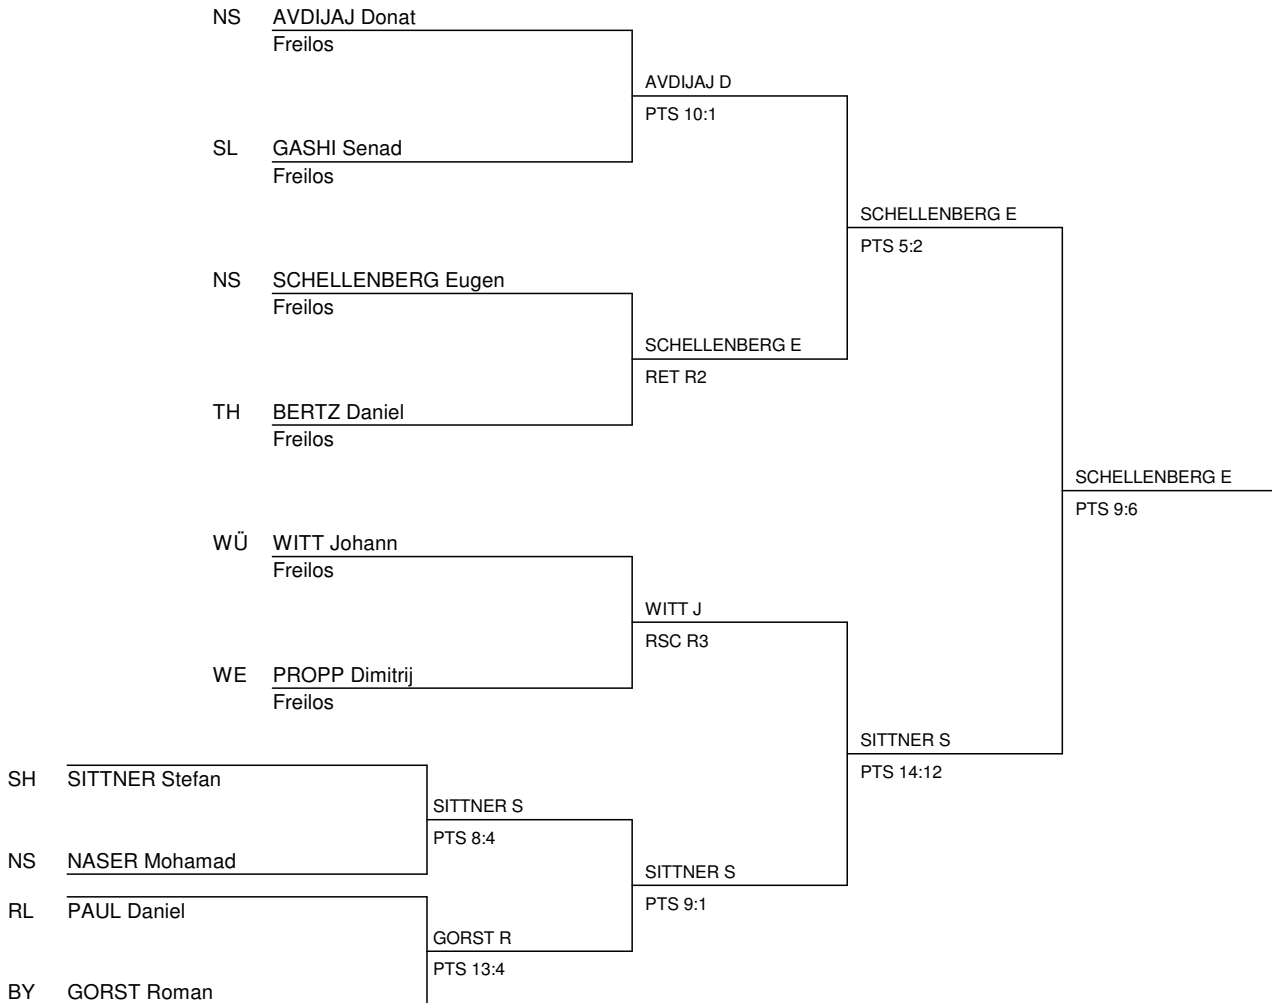 NS AVDIJAJ Donat
Freilos
AVDIJAJ D
PTS 10:1
SL GASHI Senad
Freilos
SCHELLENBERG E
PTS 5:2
NS SCHELLENBERG Eugen
Freilos
SCHELLENBERG E
RET R2
TH BERTZ Daniel
Freilos
SCHELLENBERG E
PTS 9:6
WÜ WITT Johann
Freilos
WITT J
RSC R3
WE PROPP Dimitrij
Freilos
SITTNER S
PTS 14:12
SH SITTNER Stefan
SITTNER S
PTS 8:4
NS NASER Mohamad
SITTNER S
PTS 9:1
RL PAUL Daniel
GORST R
PTS 13:4
BY GORST Roman